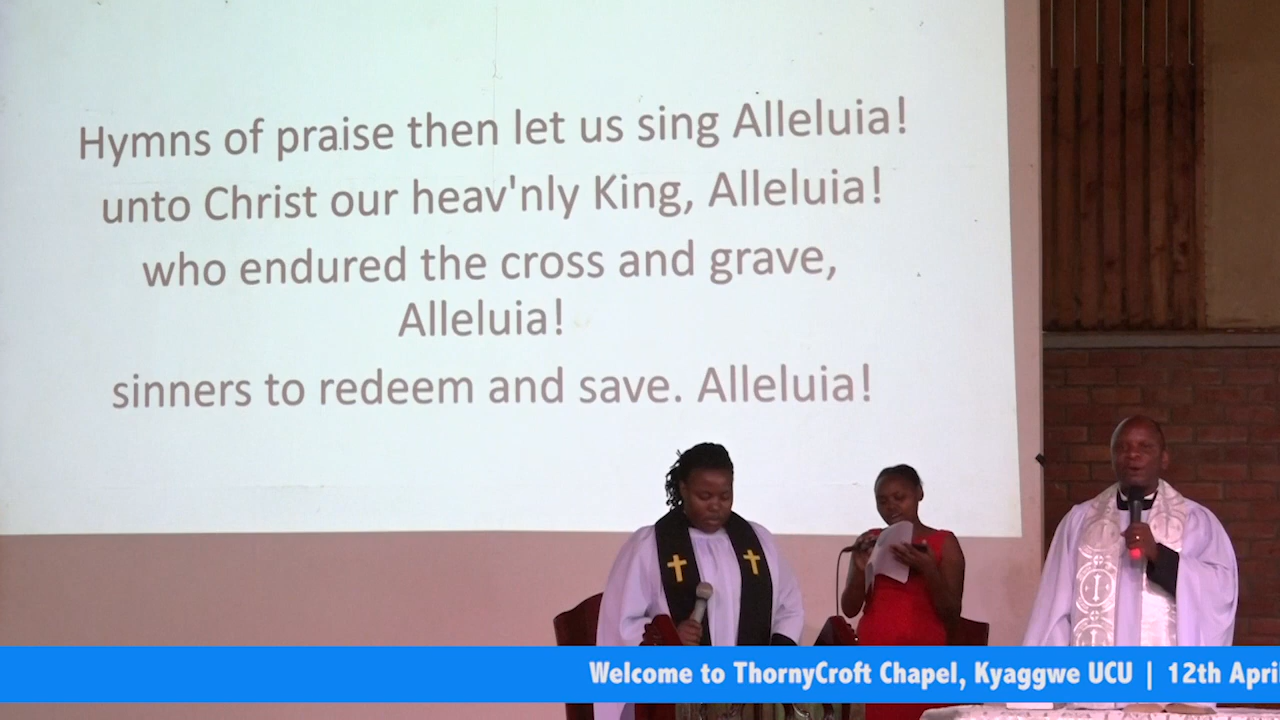 Hymns of praise then let us sing Alleluia!
unto Christ our heav'nly King, Alleluia!
who endured the cross and grave,
Alleluia!
sinners to redeem and save. Alleluia!
Welcome to ThornyCroft Chapel, Kyaggwe UCU | 12th April